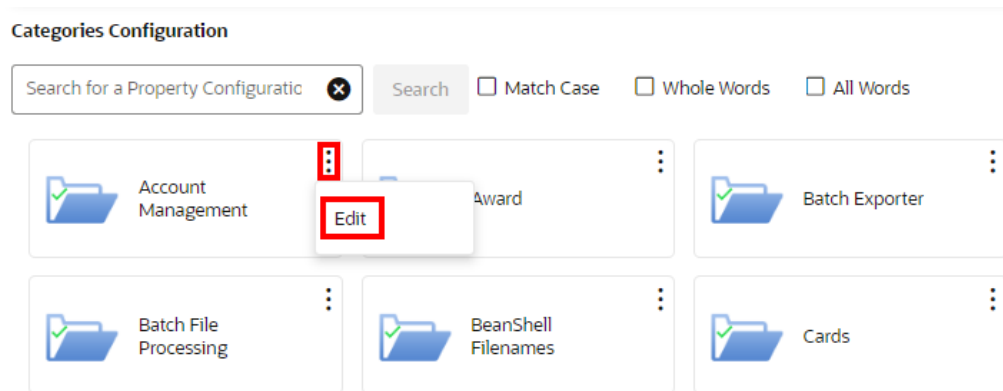 Categories Configuration
Search for a Property Configuratic
Search
Match Case
Whole Words
All Words
Account
Management
Edit
Award
Batch Exporter
Batch File
Processing
BeanShell
Filenames
Cards